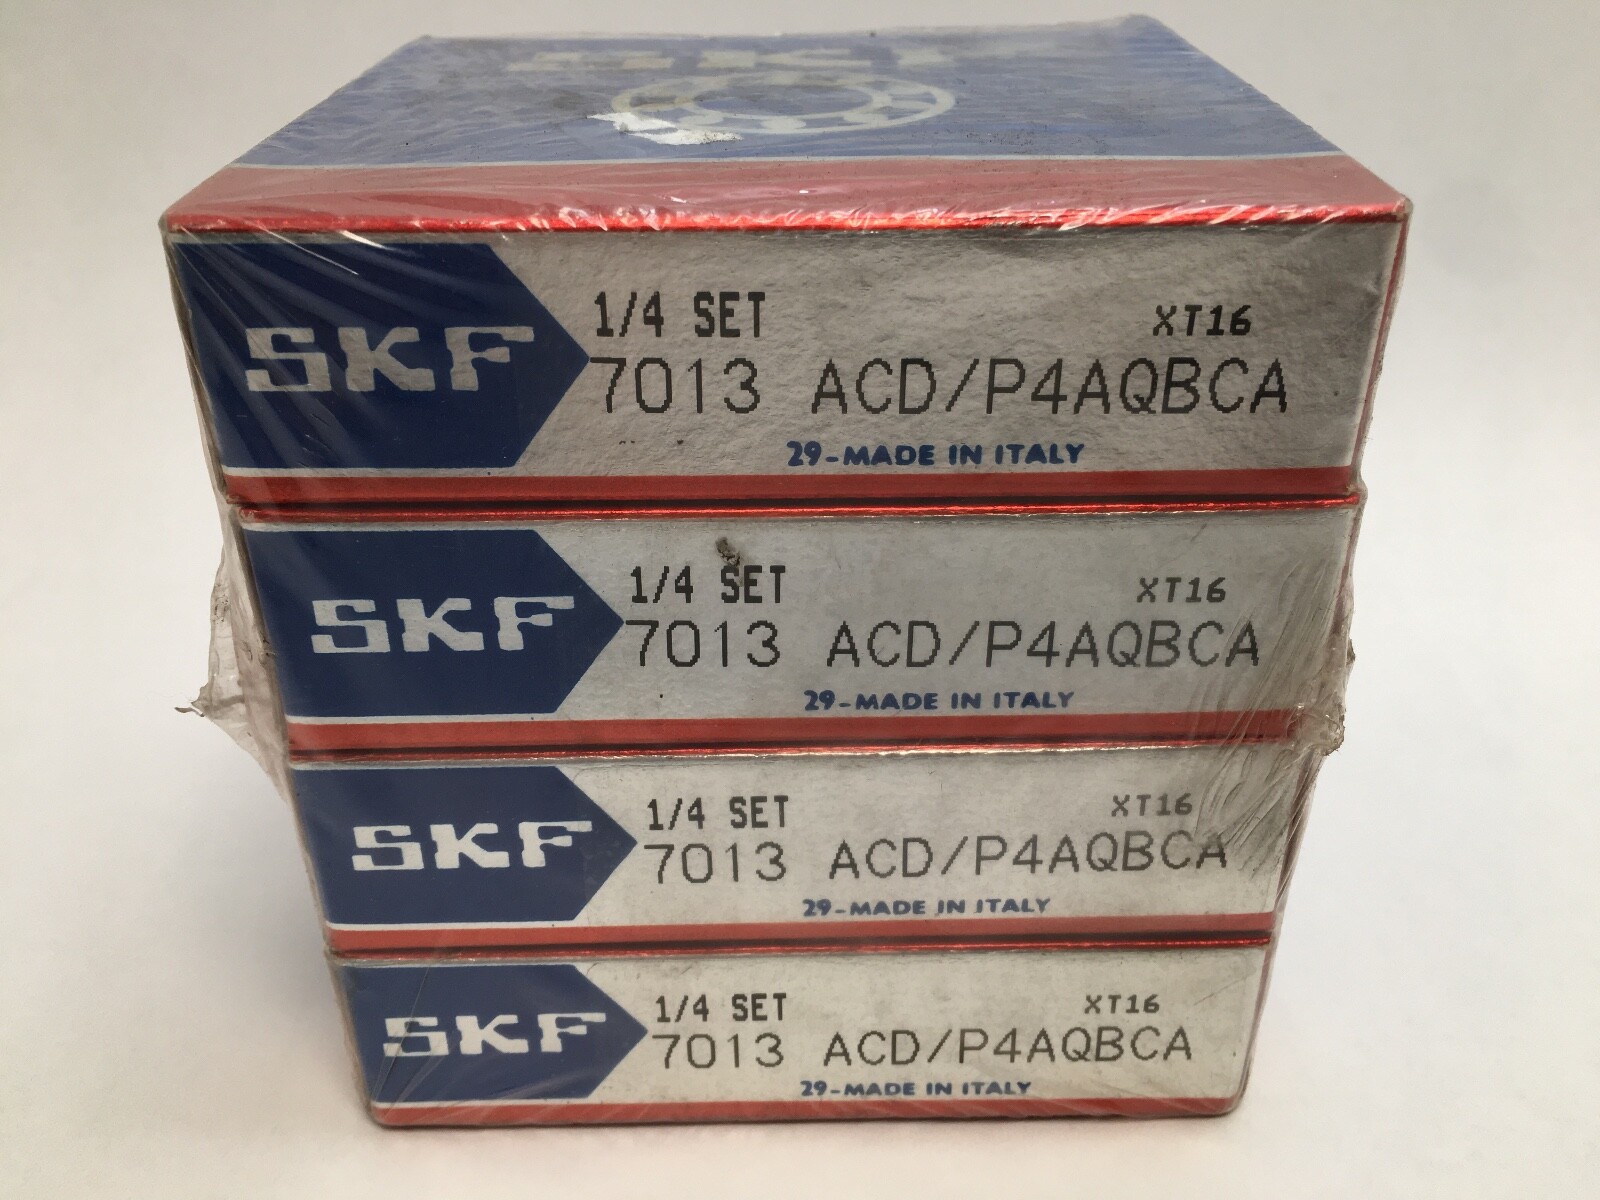 SKF
SKF
1/4 SET XT16
7013 ACD/P4AQBCA
29-MADE IN ITALY
SKF
1/4 SET XT16
7013 ACD/P4AQBCA
29-MADE IN ITALY
SKF
1/4 SET XT16
7013 ACD/P4AQBCA
29-MADE IN ITALY
SKF
1/4 SET XT16
7013 ACD/P4AQBCA
29-MADE IN ITALY